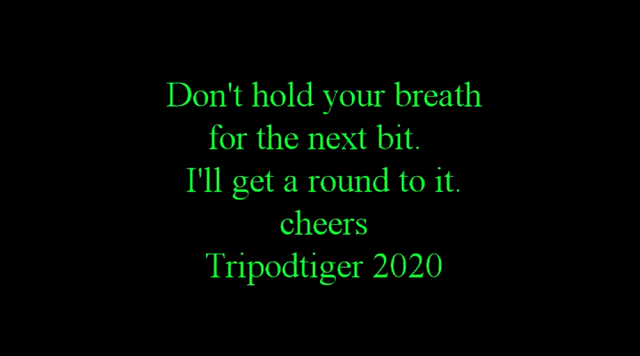 Don't hold your breath
for the next bit.
I'll get a round to it.
cheers
Tripodtiger 2020